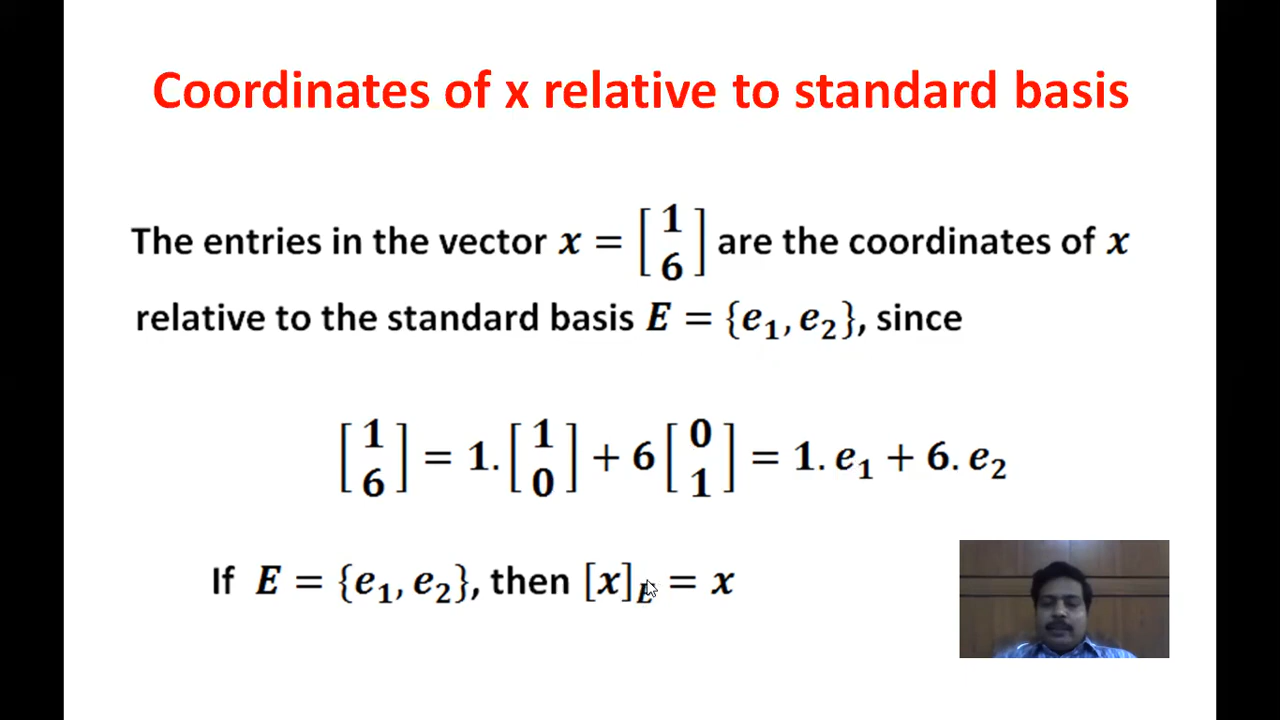 Coordinates of x relative to standard basis
The entries in the vector x = [1 6] are the coordinates of x
relative to the standard basis E = {e₁, e₂}, since
[1 6] = 1. [1 0] + 6 [0 1] = 1. e₁ + 6. e₂
If E = {e₁, e₂}, then [x]_E = x